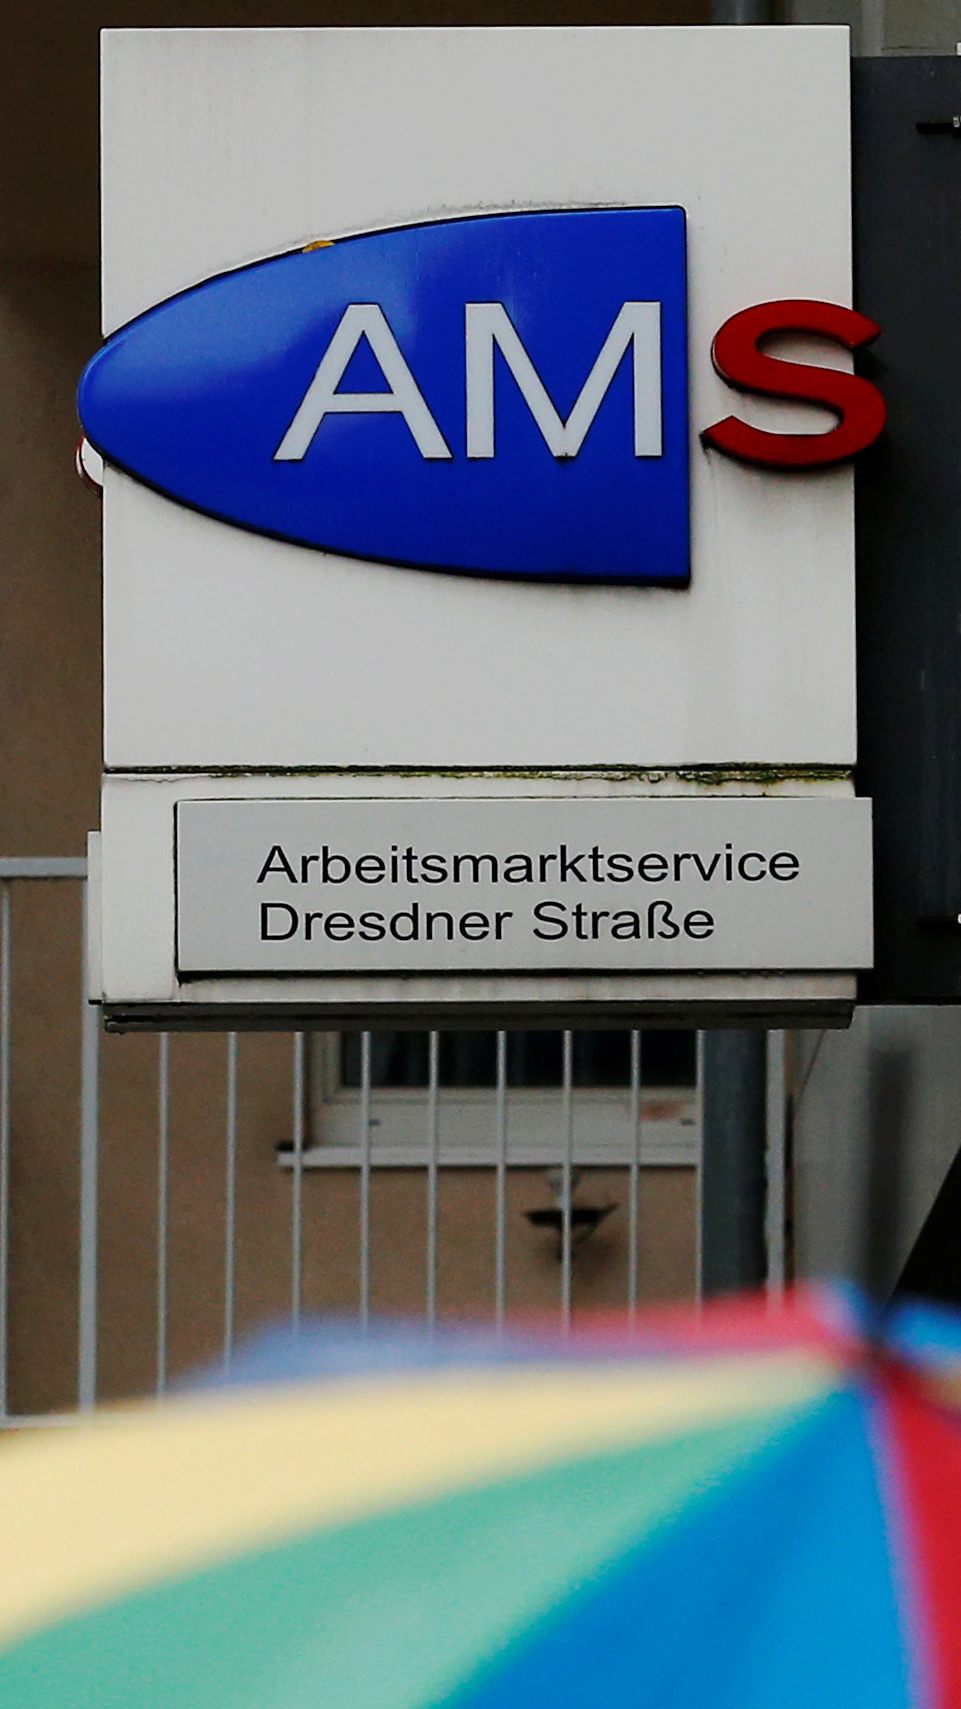 AMS
Arbeitsmarktservice
Dresdner Straße